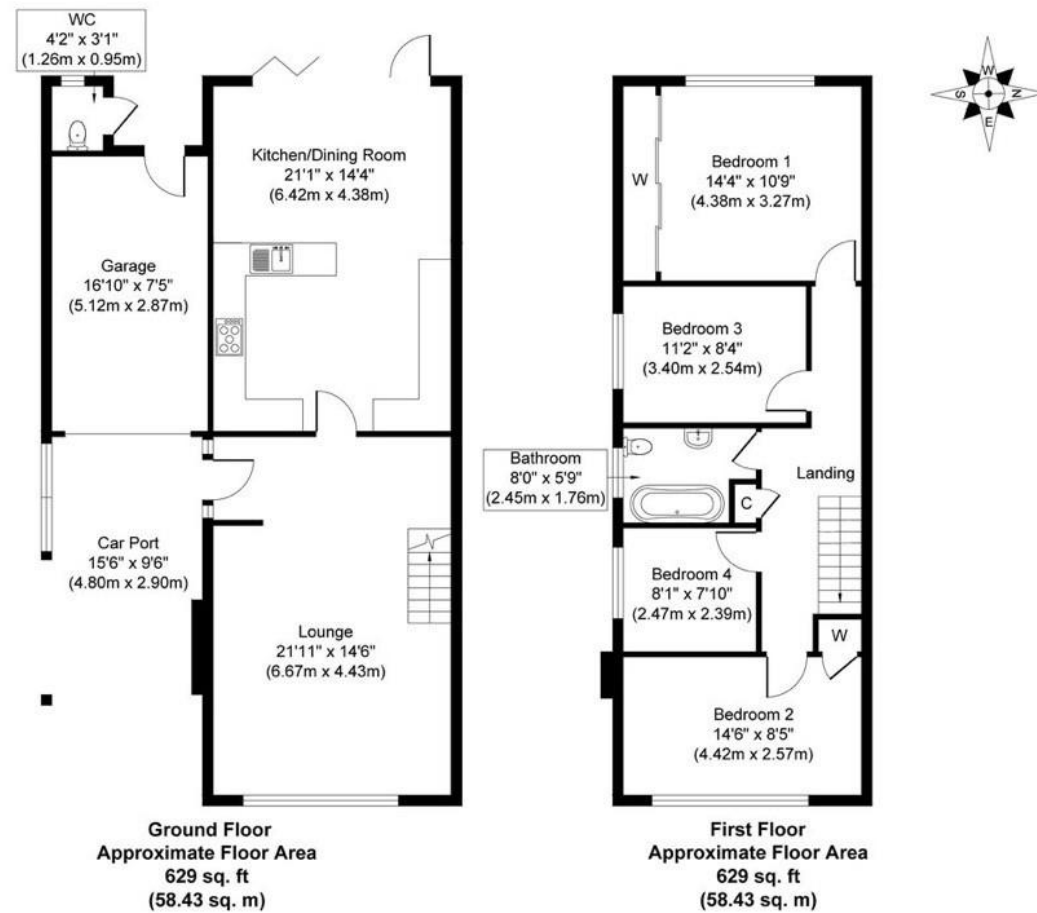 WC
4'2" x 3'1"
(1.26m x 0.95m)
Kitchen/Dining Room
21'1" x 14'4"
(6.42m x 4.38m)
Garage
16'10" x 7'5"
(5.12m x 2.87m)
Car Port
15'6" x 9'6"
(4.80m x 2.90m)
Lounge
21'11" x 14'6"
(6.67m x 4.43m)
Ground Floor
Approximate Floor Area
629 sq. ft
(58.43 sq. m)
W
Bedroom 1
14'4" x 10'9"
(4.38m x 3.27m)
Bedroom 3
11'2" x 8'4"
(3.40m x 2.54m)
Bathroom
8'0" x 5'9"
(2.45m x 1.76m)
C
Landing
Bedroom 4
8'1" x 7'10"
(2.47m x 2.39m)
W
Bedroom 2
14'6" x 8'5"
(4.42m x 2.57m)
First Floor
Approximate Floor Area
629 sq. ft
(58.43 sq. m)
W
S
N
E